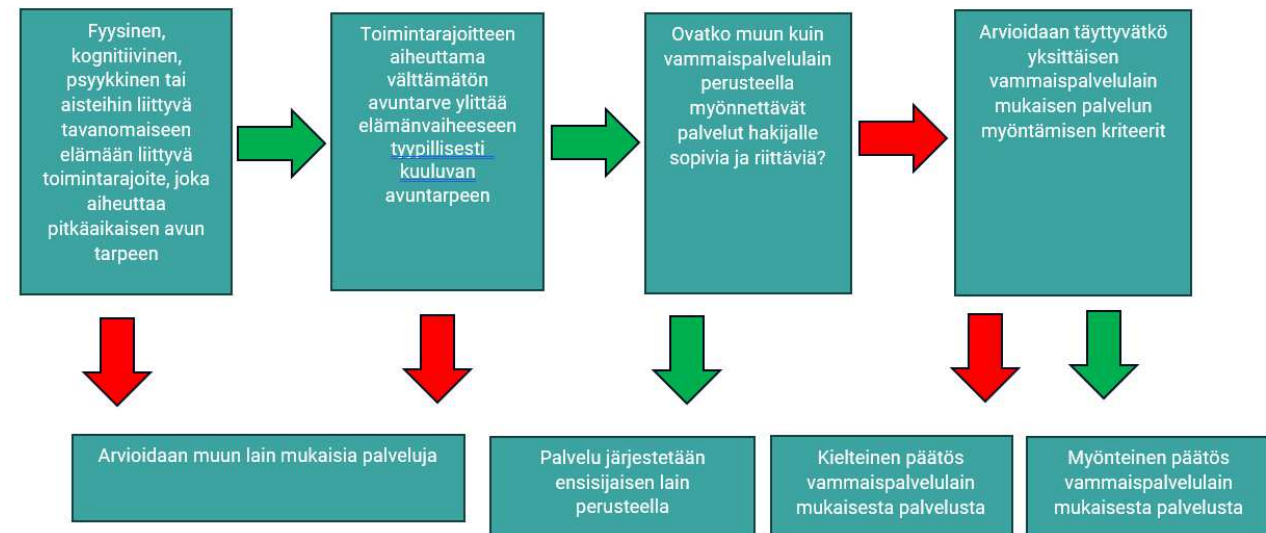 Fyysinen,
kognitiivinen,
psyykkinen tai
aisteihin liittyvä
tavanomaiseen
elämään liittyvä
toimintarajoite, joka
aiheuttaa
pitkäaikaisen avun
tarpeen
Toimintarajoitteen
aiheuttama
välttämätön
avuntarve ylittää
elämänvaiheeseen
tyypillisesti
kuuluvan
avuntarpeen
Ovatko muun kuin
vammaispalvelulain
perusteella
myönnettävät
palvelut hakijalle
sopivia ja riittäviä?
Arvioidaan täyttyvätkö
yksittäisen
vammaispalvelulain
mukaisen palvelun
myöntämisen kriteerit
Arvioidaan muun lain mukaisia palveluja
Palvelu järjestetään
ensisijaisen lain
perusteella
Kielteinen päätös
vammaispalvelulain
mukaisesta palvelusta
Myönteinen päätös
vammaispalvelulain
mukaisesta palvelusta